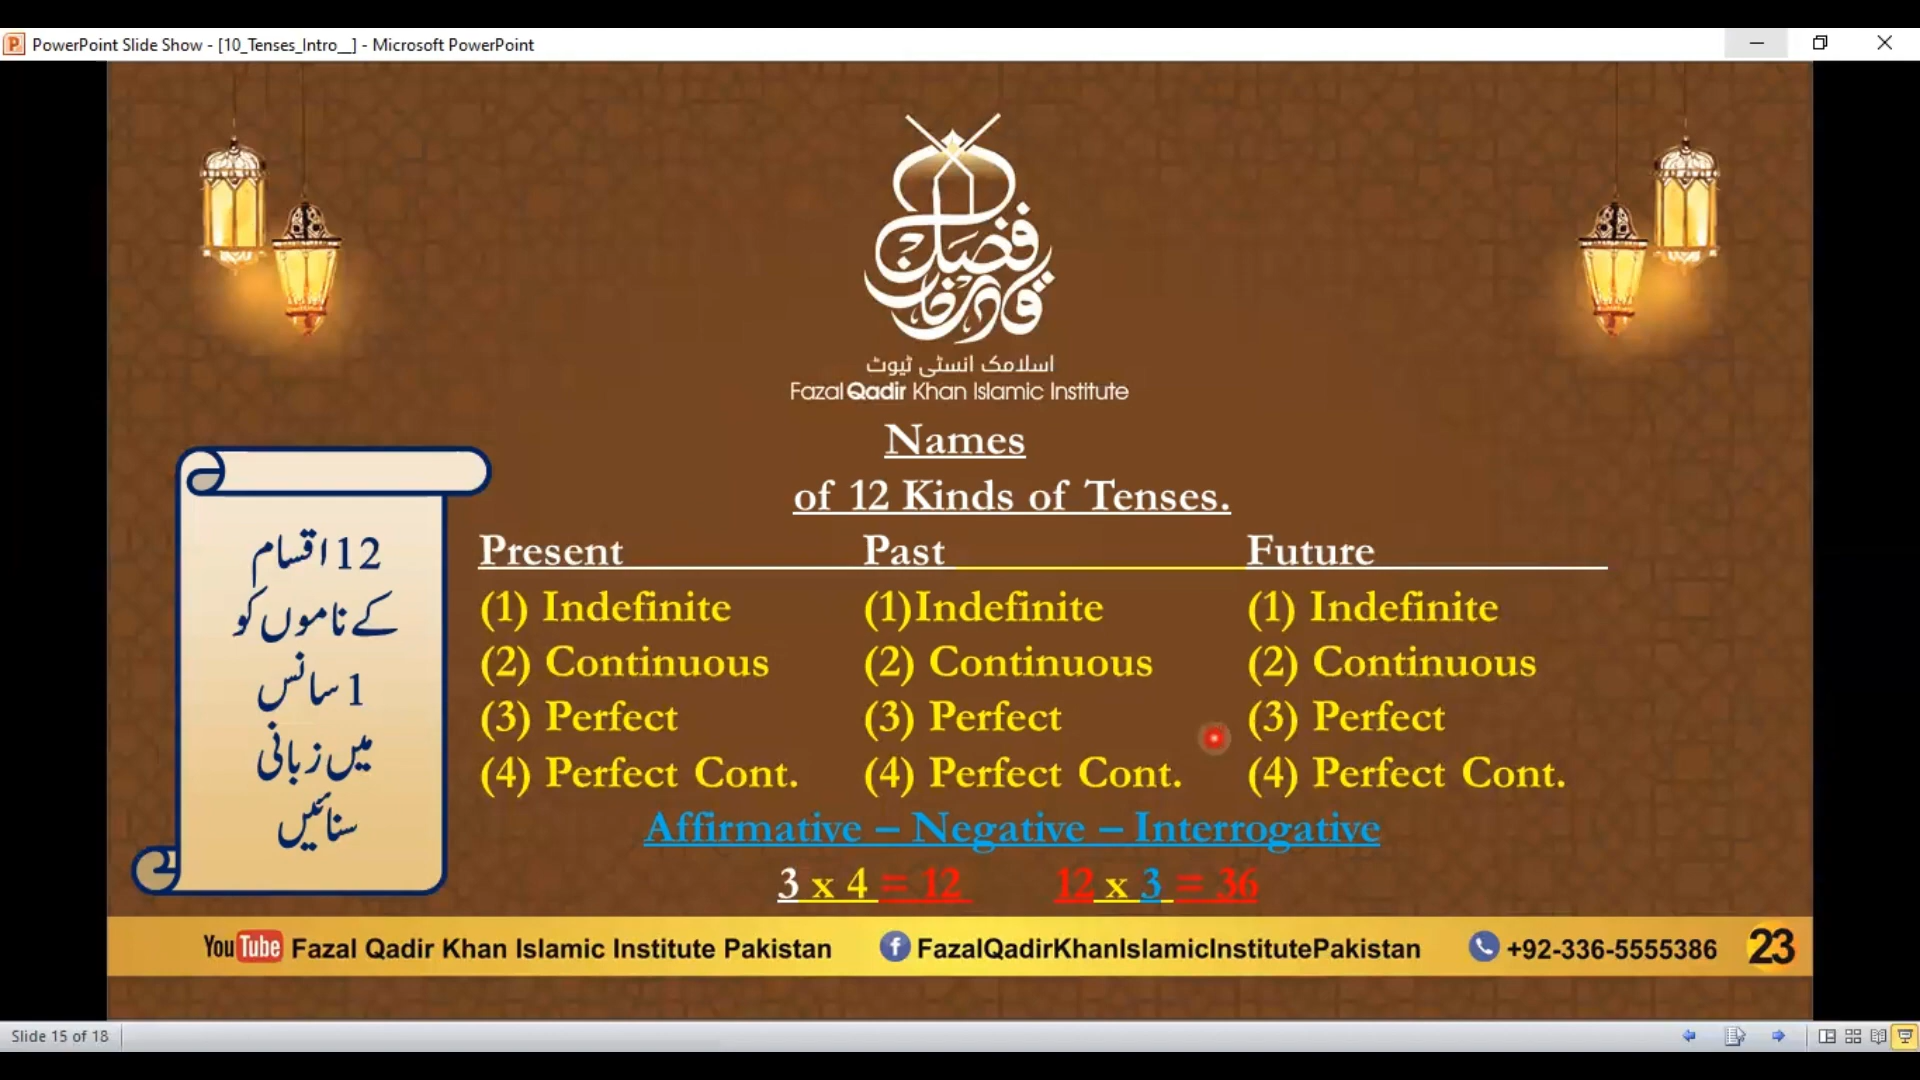 PowerPoint Slide Show - [10_Tenses_Intro__] - Microsoft PowerPoint
فضل
قادر خان
اسلامک انسٹی ٹیوٹ
Fazal Qadir Khan Islamic Institute
Names
of 12 Kinds of Tenses.
12 اقسام
کے ناموں کو
1 سانس
میں زبانی
سنائیں
Present Past Future
(1) Indefinite (1)Indefinite (1) Indefinite
(2) Continuous (2) Continuous (2) Continuous
(3) Perfect (3) Perfect (3) Perfect
(4) Perfect Cont. (4) Perfect Cont. (4) Perfect Cont.
Affirmative – Negative – Interrogative
3 x 4 = 12 12 x 3 = 36
YouTube Fazal Qadir Khan Islamic Institute Pakistan f FazalQadirKhanIslamicInstitutePakistan +92-336-5555386 23
Slide 15 of 18